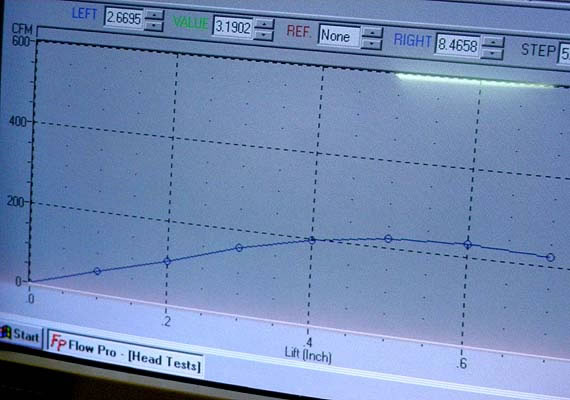 LEFT 2.6695 VALUE 3.1902 REF. None RIGHT 8.4658 STEP 5
CFM
600
400
200
0
.0 .2 .4 .6
Lift (Inch)
Start FP Flow Pro - [Head Tests]